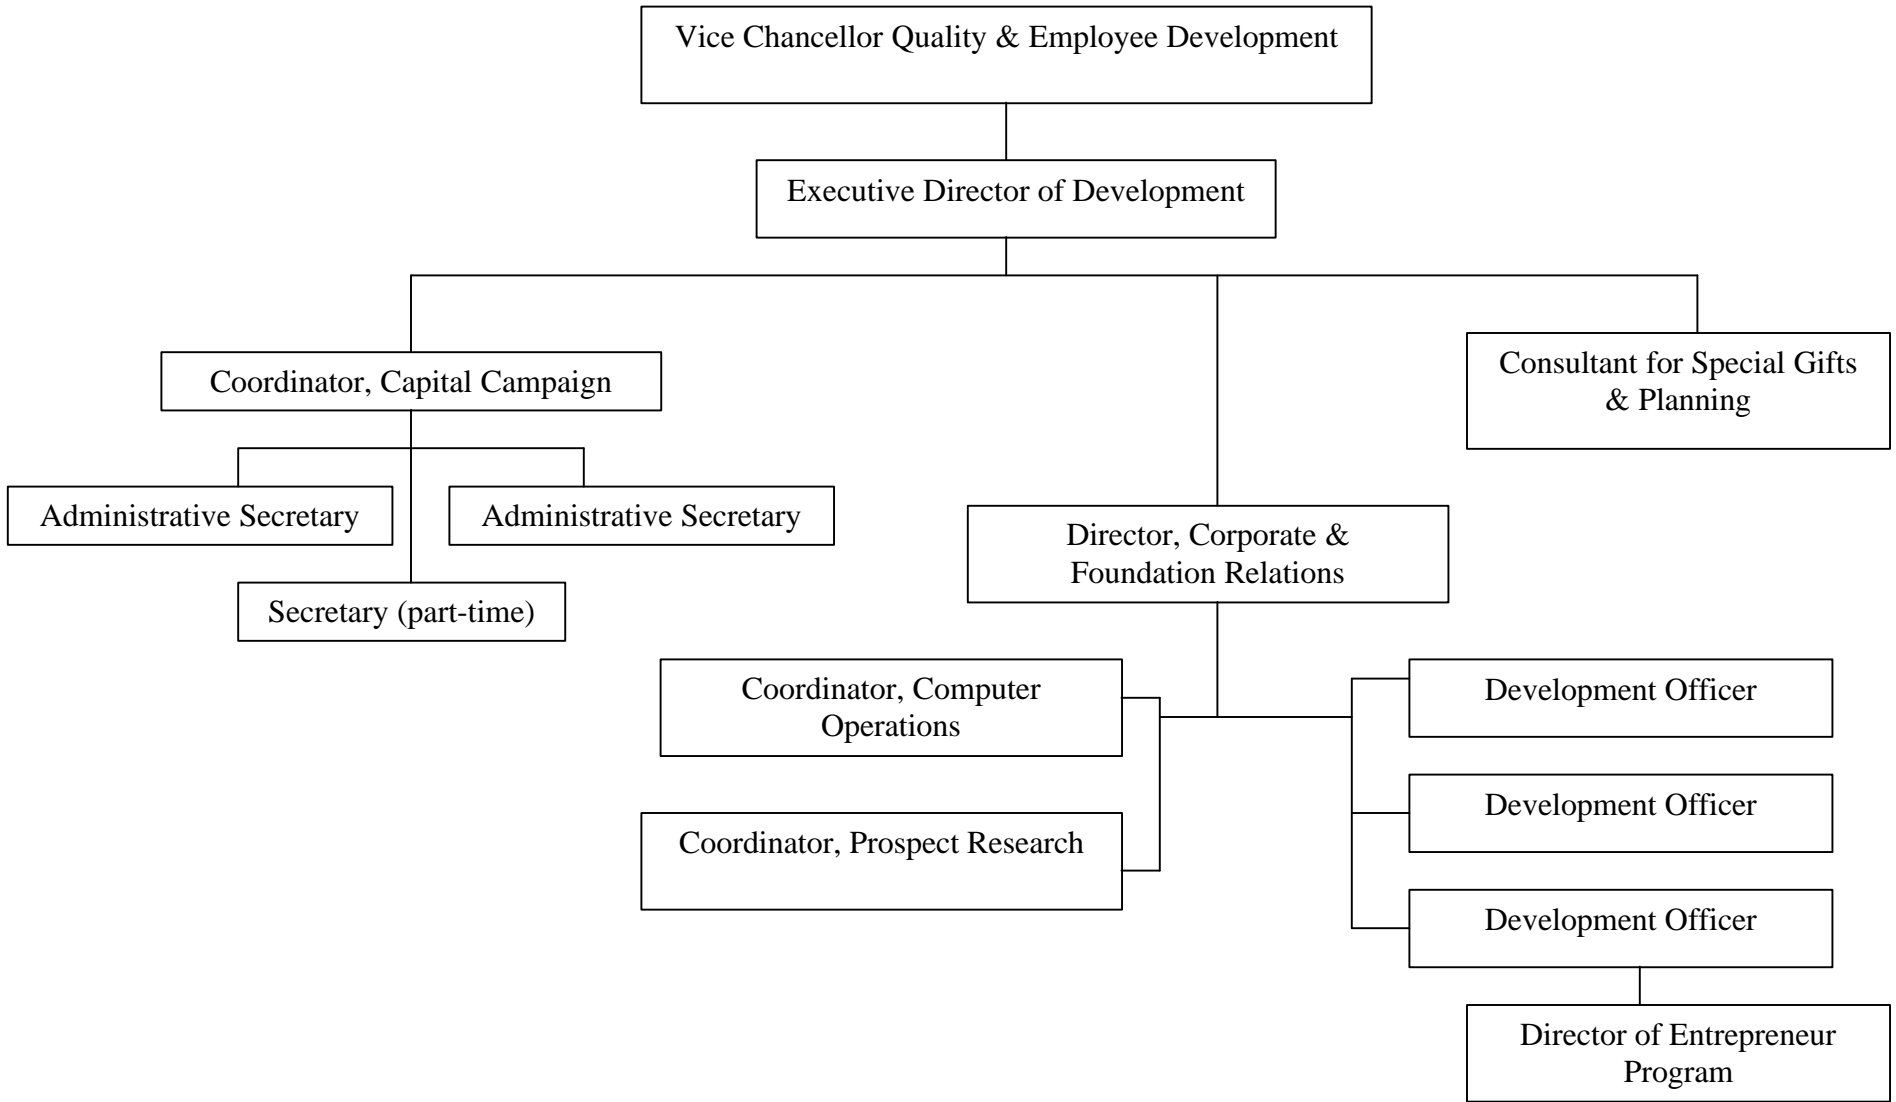 Vice Chancellor Quality & Employee Development
Executive Director of Development
Coordinator, Capital Campaign
Consultant for Special Gifts
& Planning
Administrative Secretary
Administrative Secretary
Secretary (part-time)
Director, Corporate &
Foundation Relations
Coordinator, Computer
Operations
Coordinator, Prospect Research
Development Officer
Development Officer
Development Officer
Director of Entrepreneur
Program